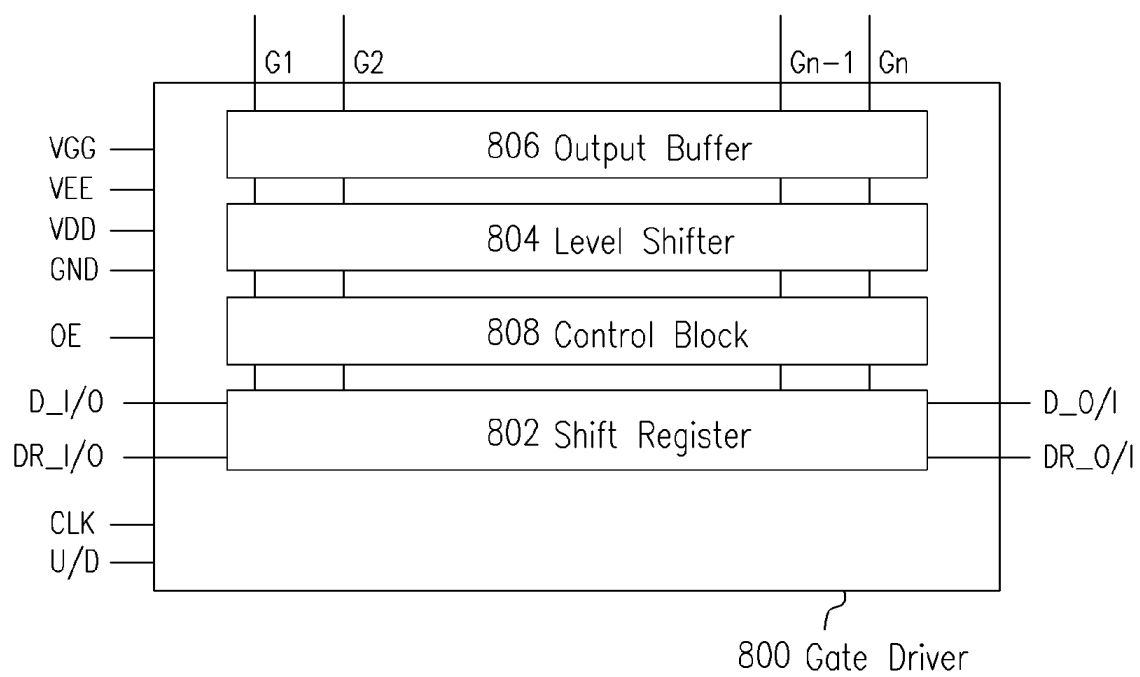 G1
G2
Gn-1
Gn
VGG
VEE
VDD
GND
OE
D_I/O
DR_I/O
CLK
U/D
806 Output Buffer
804 Level Shifter
808 Control Block
802 Shift Register
D_O/I
DR_O/I
800 Gate Driver